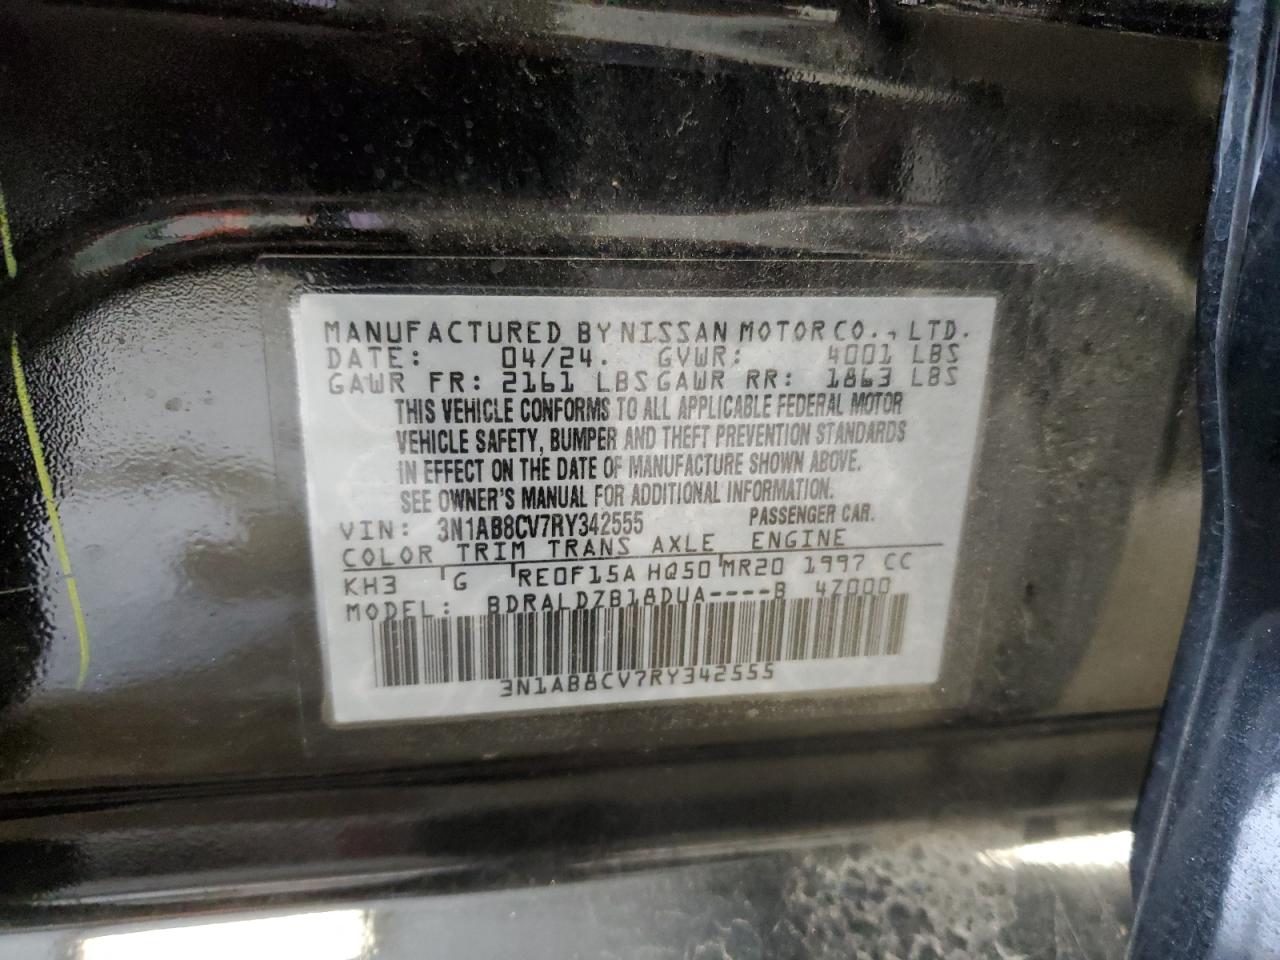 MANUFACTURED BY NISSAN MOTOR CO., LTD.
DATE: 04/24. GVWR: 4001 LBS
GAWR FR: 2161 LBS GAWR RR: 1863 LBS
THIS VEHICLE CONFORMS TO ALL APPLICABLE FEDERAL MOTOR
VEHICLE SAFETY, BUMPER AND THEFT PREVENTION STANDARDS
IN EFFECT ON THE DATE OF MANUFACTURE SHOWN ABOVE.
SEE OWNER'S MANUAL FOR ADDITIONAL INFORMATION.
VIN: 3N1AB8CV7RY342555 PASSENGER CAR.
COLOR TRIM TRANS AXLE ENGINE
KH3 G RE0F15A HQ50 MR20 1997 CC
MODEL: BDRALDZB18DUA----B 4Z000
3N1AB8CV7RY342555